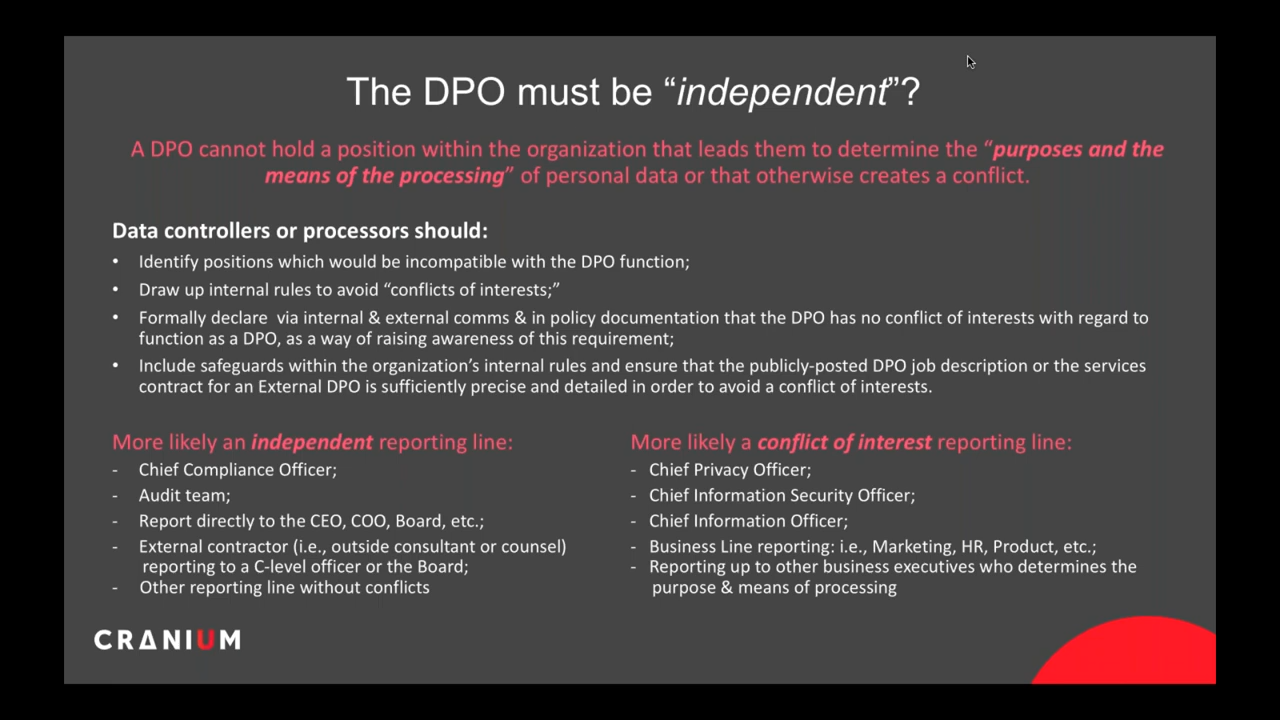 The DPO must be “independent”?
A DPO cannot hold a position within the organization that leads them to determine the “purposes and the
means of the processing” of personal data or that otherwise creates a conflict.
Data controllers or processors should:
• Identify positions which would be incompatible with the DPO function;
• Draw up internal rules to avoid “conflicts of interests;”
• Formally declare via internal & external comms & in policy documentation that the DPO has no conflict of interests with regard to
function as a DPO, as a way of raising awareness of this requirement;
• Include safeguards within the organization’s internal rules and ensure that the publicly-posted DPO job description or the services
contract for an External DPO is sufficiently precise and detailed in order to avoid a conflict of interests.
More likely an independent reporting line:
- Chief Compliance Officer;
- Audit team;
- Report directly to the CEO, COO, Board, etc.;
- External contractor (i.e., outside consultant or counsel)
reporting to a C-level officer or the Board;
- Other reporting line without conflicts
More likely a conflict of interest reporting line:
- Chief Privacy Officer;
- Chief Information Security Officer;
- Chief Information Officer;
- Business Line reporting: i.e., Marketing, HR, Product, etc.;
- Reporting up to other business executives who determines the
purpose & means of processing
CRANIUM